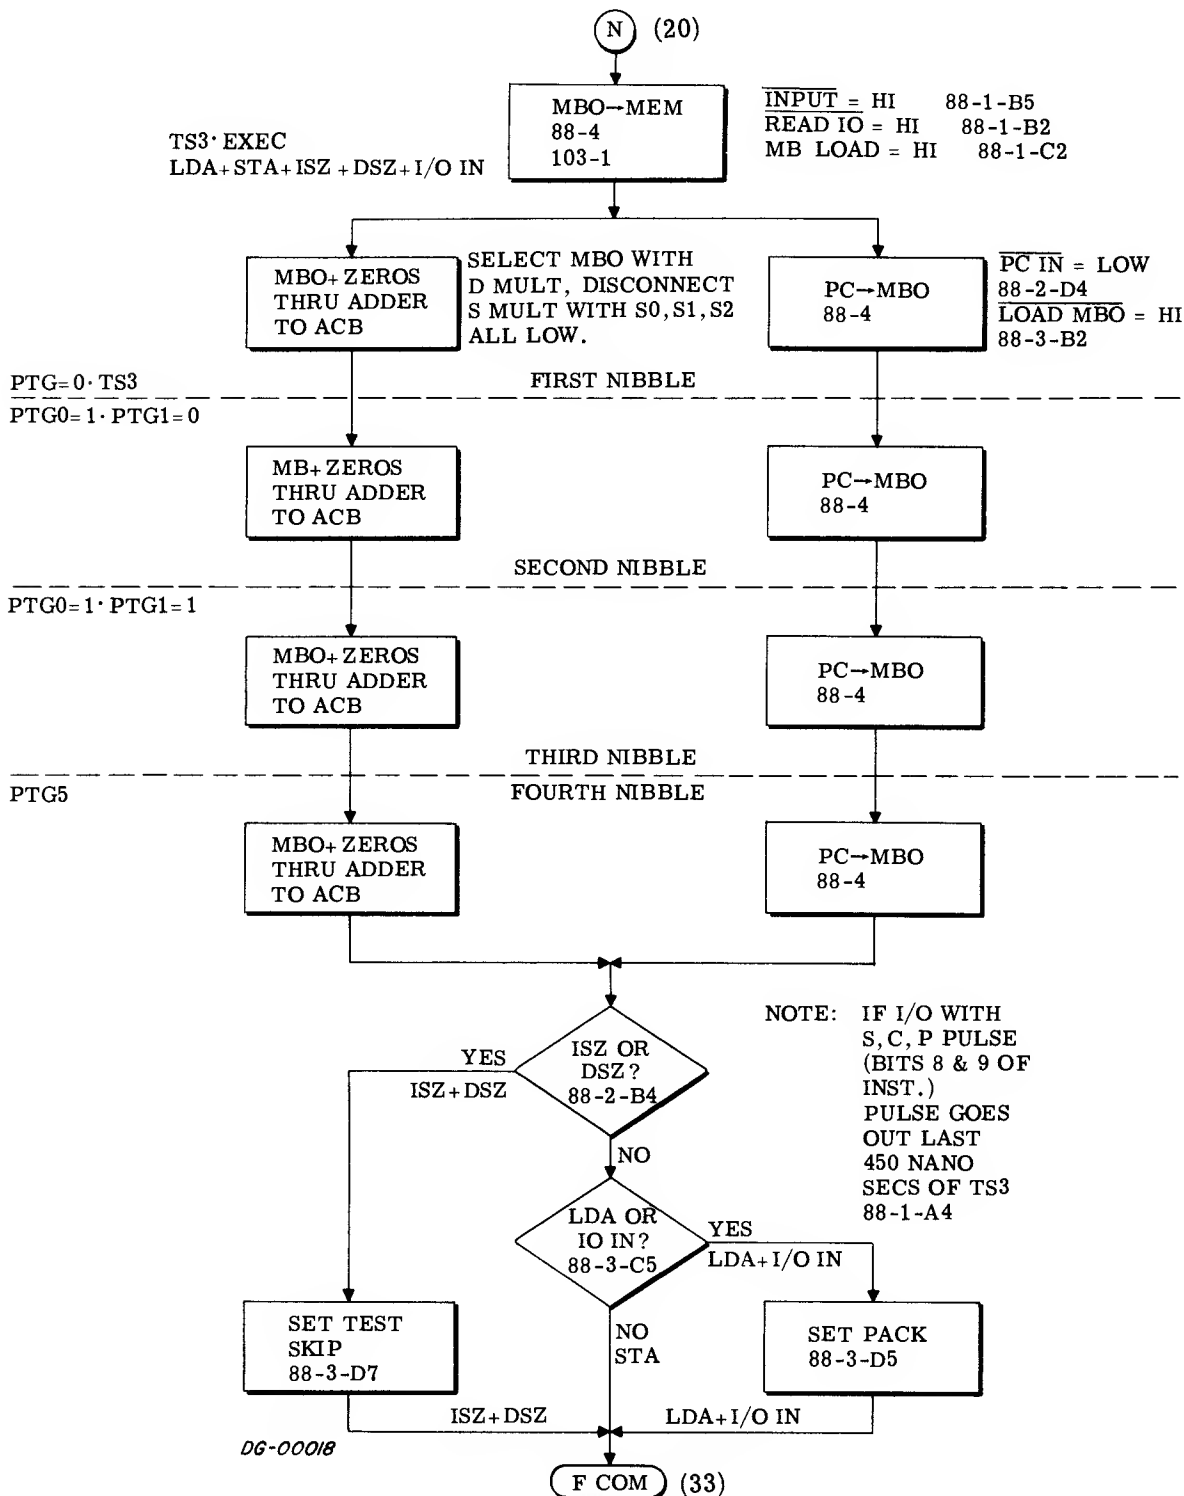 N (20)
MBO→MEM
88-4
103-1
INPUT = HI 88-1-B5
READ IO = HI 88-1-B2
MB LOAD = HI 88-1-C2
TS3· EXEC
LDA+STA+ISZ+DSZ+I/O IN
MBO+ZEROS
THRU ADDER
TO ACB
SELECT MBO WITH
D MULT, DISCONNECT
S MULT WITH S0, S1, S2
ALL LOW.
PC→MBO
88-4
PC IN = LOW
88-2-D4
LOAD MBO = HI
88-3-B2
PTG=0· TS3
FIRST NIBBLE
PTG0=1· PTG1=0
MB+ZEROS
THRU ADDER
TO ACB
PC→MBO
88-4
SECOND NIBBLE
PTG0=1· PTG1=1
MBO+ZEROS
THRU ADDER
TO ACB
PC→MBO
88-4
THIRD NIBBLE
PTG5
FOURTH NIBBLE
MBO+ZEROS
THRU ADDER
TO ACB
PC→MBO
88-4
ISZ OR
DSZ?
88-2-B4
YES
ISZ+DSZ
NO
NOTE: IF I/O WITH
S, C, P PULSE
(BITS 8 & 9 OF
INST.)
PULSE GOES
OUT LAST
450 NANO
SECS OF TS3
88-1-A4
LDA OR
IO IN?
88-3-C5
YES
LDA+I/O IN
NO
STA
SET TEST
SKIP
88-3-D7
SET PACK
88-3-D5
ISZ+DSZ
LDA+I/O IN
DG-00018
F COM (33)